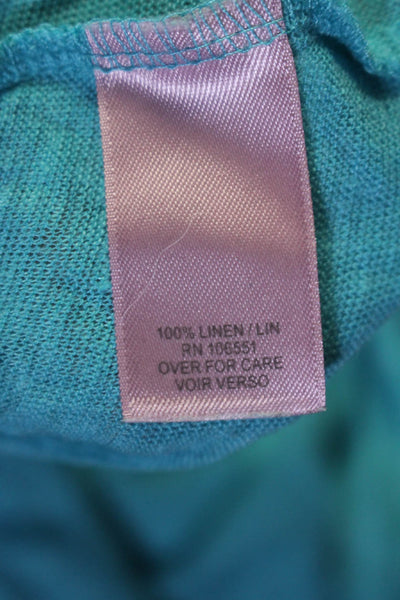 100% LINEN / LIN
RN 106551
OVER FOR CARE
VOIR VERSO